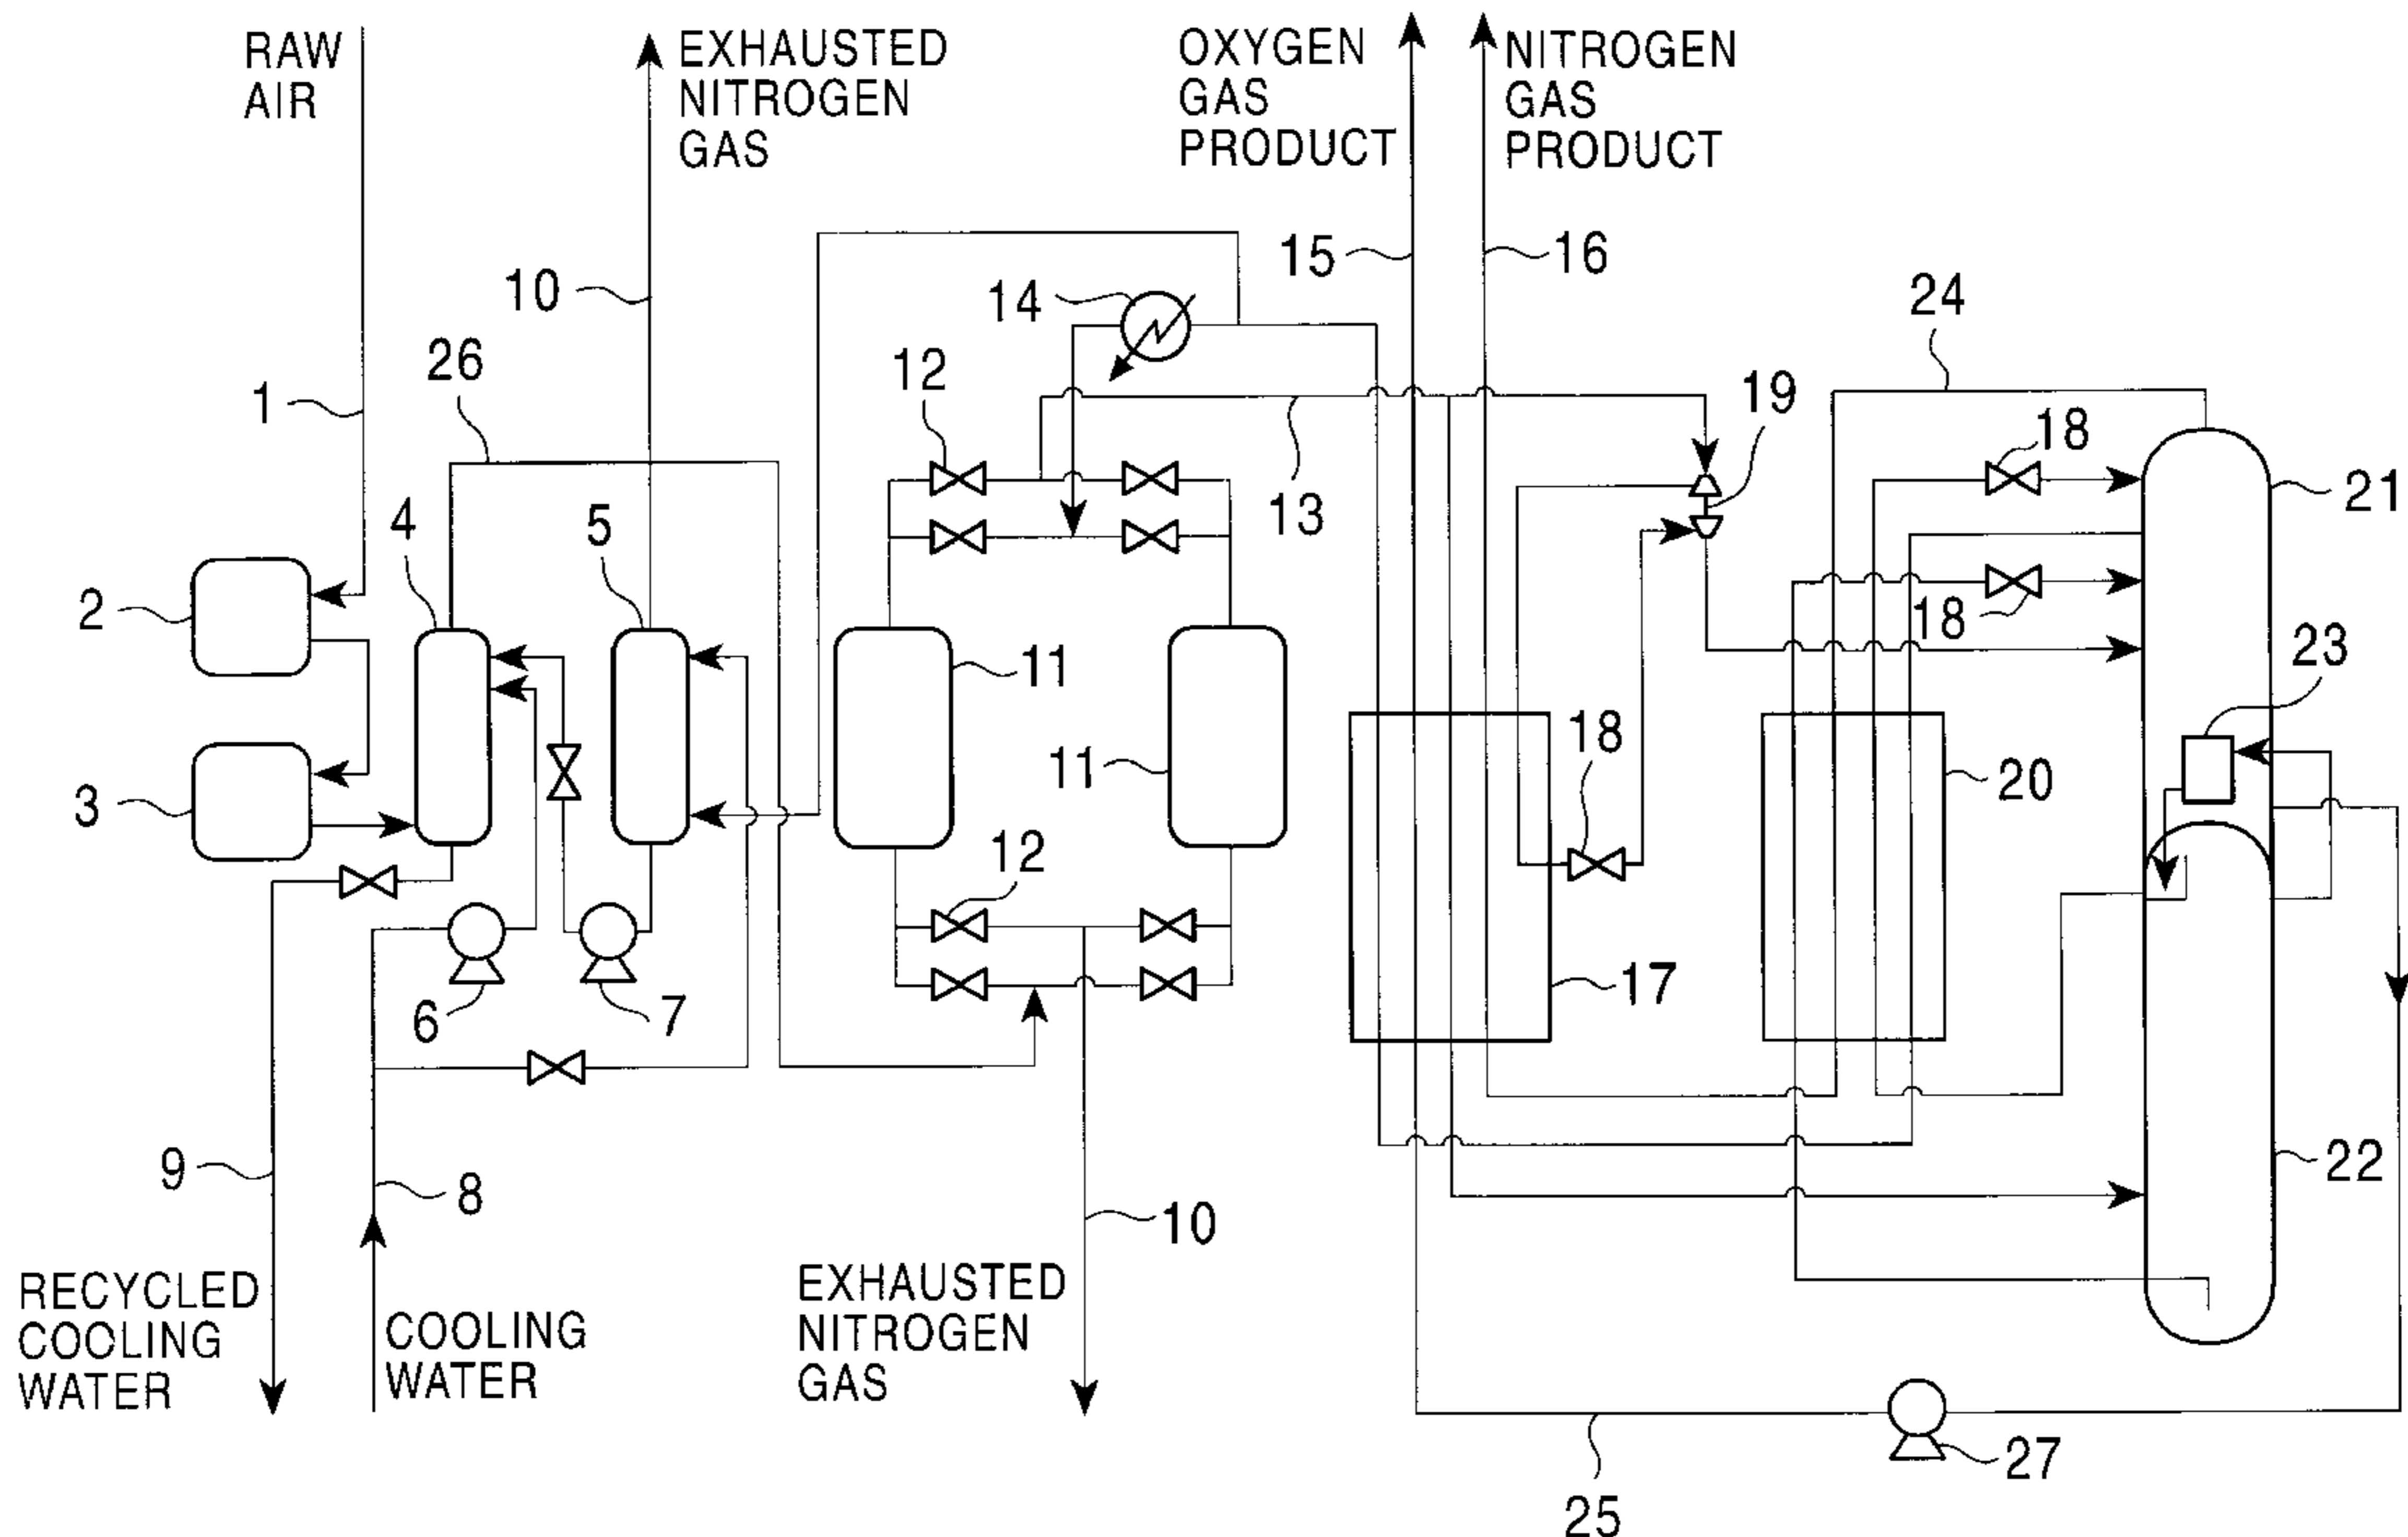 RAW
AIR
EXHAUSTED
NITROGEN
GAS
OXYGEN
GAS
PRODUCT
NITROGEN
GAS
PRODUCT
15
16
10
14
24
26
12
19
1
18
13
21
4
5
2
18
23
11
18
11
20
3
12
17
6
7
9
8
10
22
RECYCLED
COCLING
WATER
COOLING
WATER
EXHAUSTED
NITROGEN
GAS
27
25